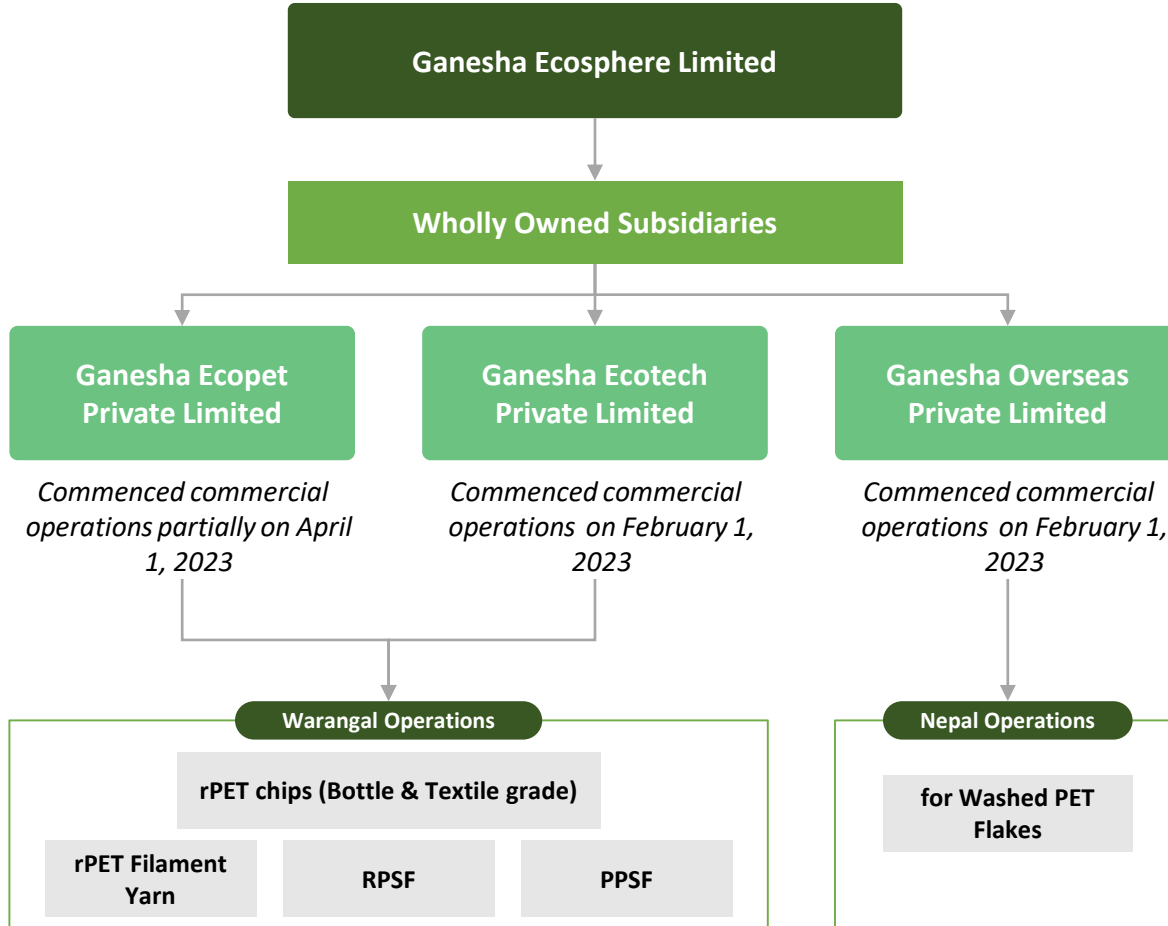 Ganesha Ecosphere Limited
Wholly Owned Subsidiaries
Ganesha Ecopet
Private Limited
Ganesha Ecotech
Private Limited
Ganesha Overseas
Private Limited
Commenced commercial
operations partially on April
1, 2023
Commenced commercial
operations on February 1,
2023
Commenced commercial
operations on February 1,
2023
Warangal Operations
rPET chips (Bottle & Textile grade)
rPET Filament
Yarn
RPSF
PPSF
Nepal Operations
for Washed PET
Flakes